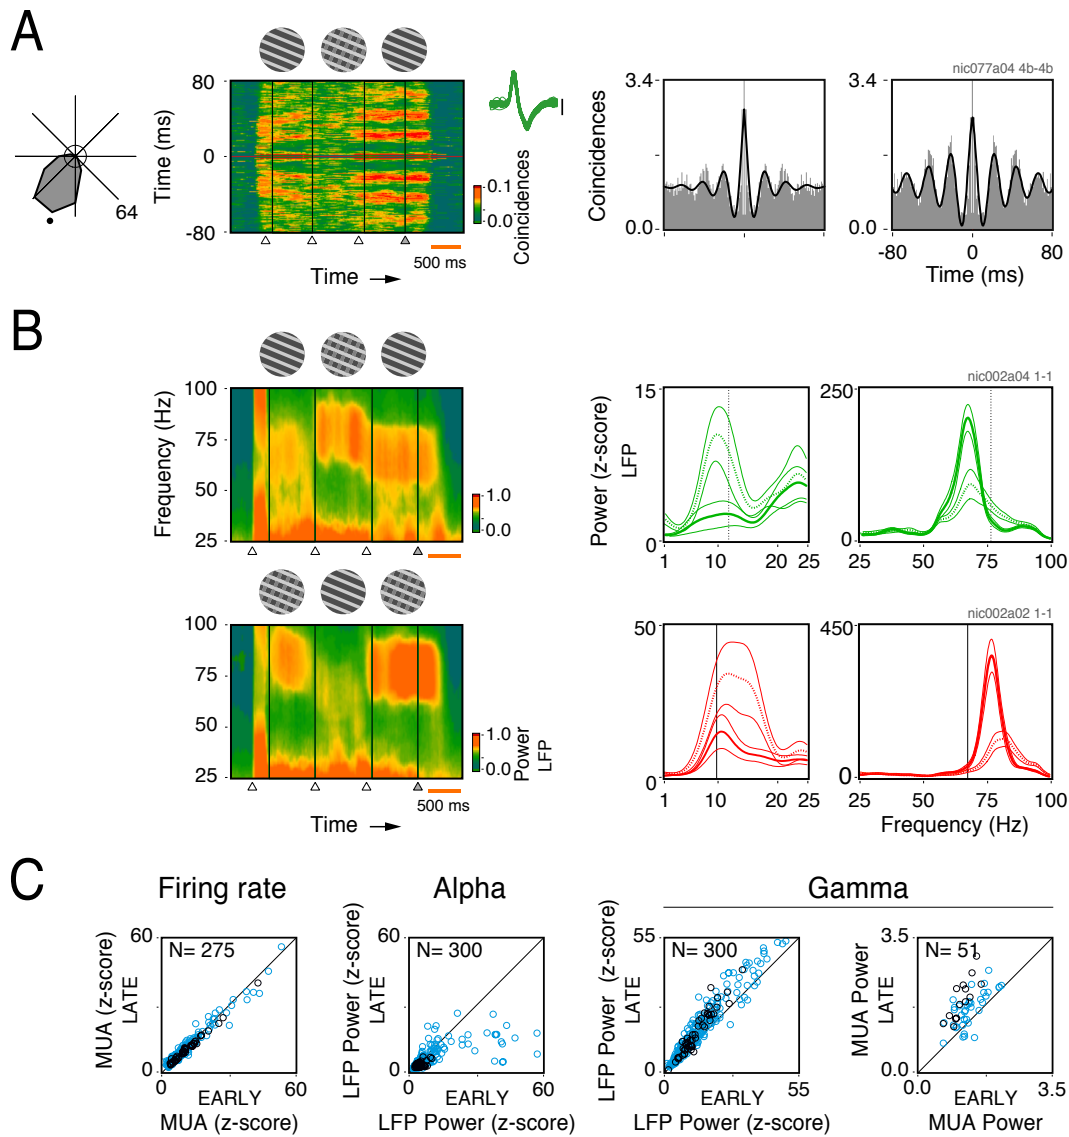 A
64
Time (ms)
80
0
-80
Time
500 ms
0.1
0.0
Coincidences
nic077a04 4b-4b
Coincidences
3.4
0.0
3.4
0.0
-80 0 80
Time (ms)
B
Frequency (Hz)
100
75
50
25
1.0
0.0
100
75
50
25
1.0
0.0
Power
LFP
500 ms
Time
nic002a04 1-1
Power (z-score)
LFP
15
0
1 10 20 25
250
0
25 50 75 100
nic002a02 1-1
50
0
1 10 20 25
450
0
25 50 75 100
Frequency (Hz)
C
Firing rate
Alpha
Gamma
MUA (z-score)
LATE
60
N= 275
0
0 60
EARLY
MUA (z-score)
LFP Power (z-score)
LATE
60
N= 300
0
0 60
EARLY
LFP Power (z-score)
LFP Power (z-score)
LATE
55
N= 300
0
0 55
EARLY
LFP Power (z-score)
MUA Power
LATE
3.5
N= 51
0.0
0.0 3.5
EARLY
MUA Power